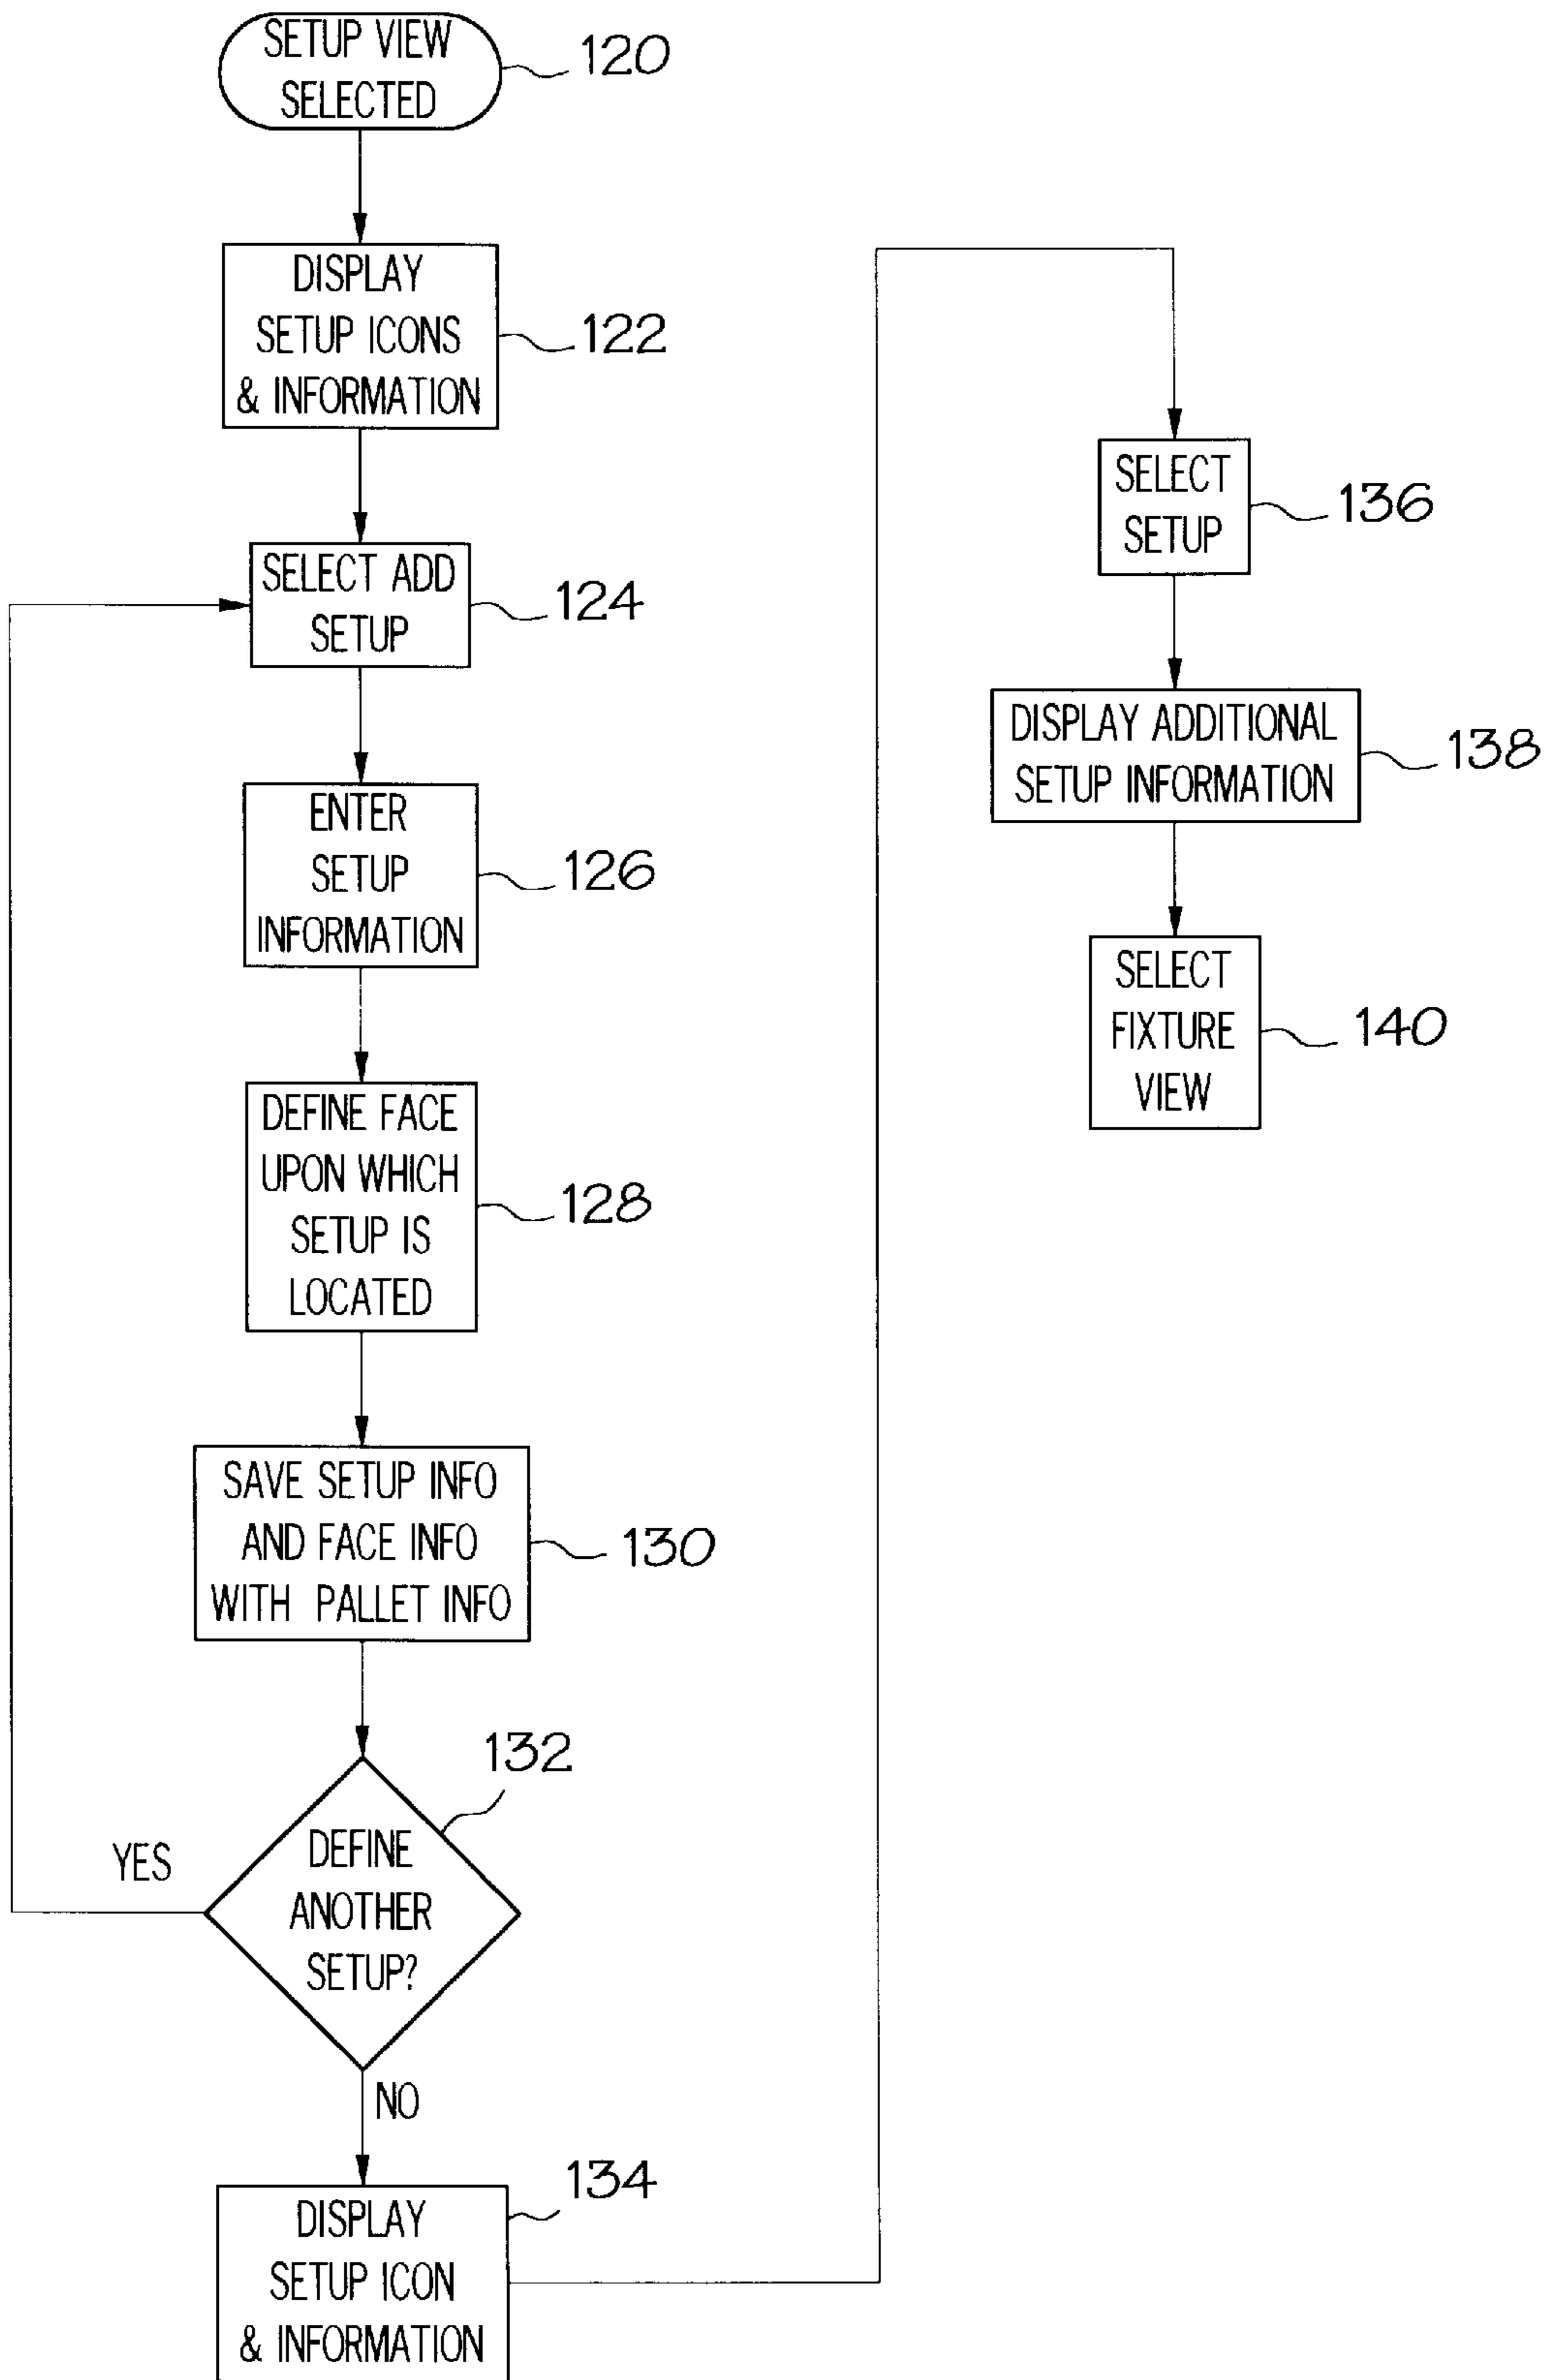 SETUP VIEW
SELECTED
120
DISPLAY
SETUP ICONS
& INFORMATION
122
SELECT ADD
SETUP
124
ENTER
SETUP
INFORMATION
126
DEFINE FACE
UPON WHICH
SETUP IS
LOCATED
128
SAVE SETUP INFO
AND FACE INFO
WITH PALLET INFO
130
132
DEFINE
ANOTHER
SETUP?
YES
NO
134
DISPLAY
SETUP ICON
& INFORMATION
SELECT
SETUP
136
DISPLAY ADDITIONAL
SETUP INFORMATION
138
SELECT
FIXTURE
VIEW
140